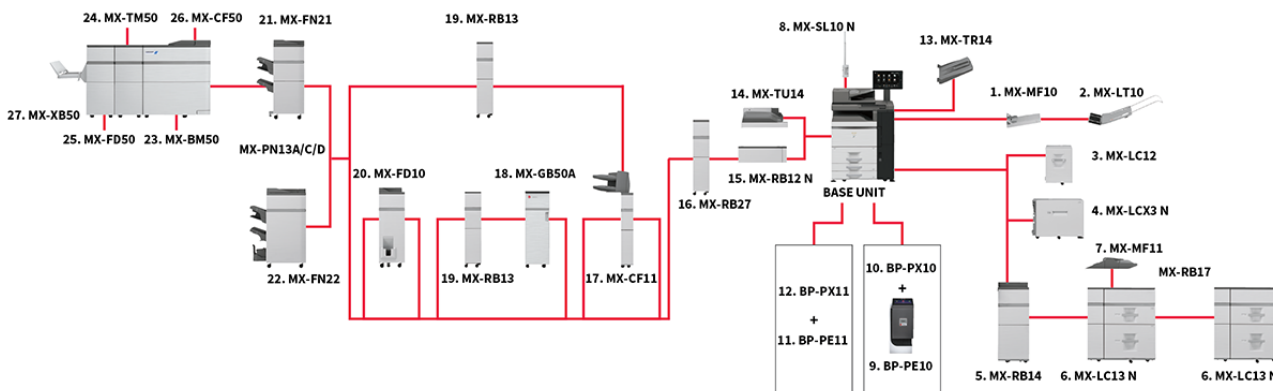 24. MX-TM50
26. MX-CF50
21. MX-FN21
19. MX-RB13
8. MX-SL10 N
13. MX-TR14
14. MX-TU14
1. MX-MF10
2. MX-LT10
27. MX-XB50
25. MX-FD50
23. MX-BM50
MX-PN13A/C/D
3. MX-LC12
20. MX-FD10
18. MX-GB50A
15. MX-RB12 N
16. MX-RB27
BASE UNIT
4. MX-LCX3 N
22. MX-FN22
19. MX-RB13
17. MX-CF11
7. MX-MF11
MX-RB17
12. BP-PX11
+
11. BP-PE11
10. BP-PX10
+
9. BP-PE10
5. MX-RB14
6. MX-LC13 N
6. MX-LC13 N